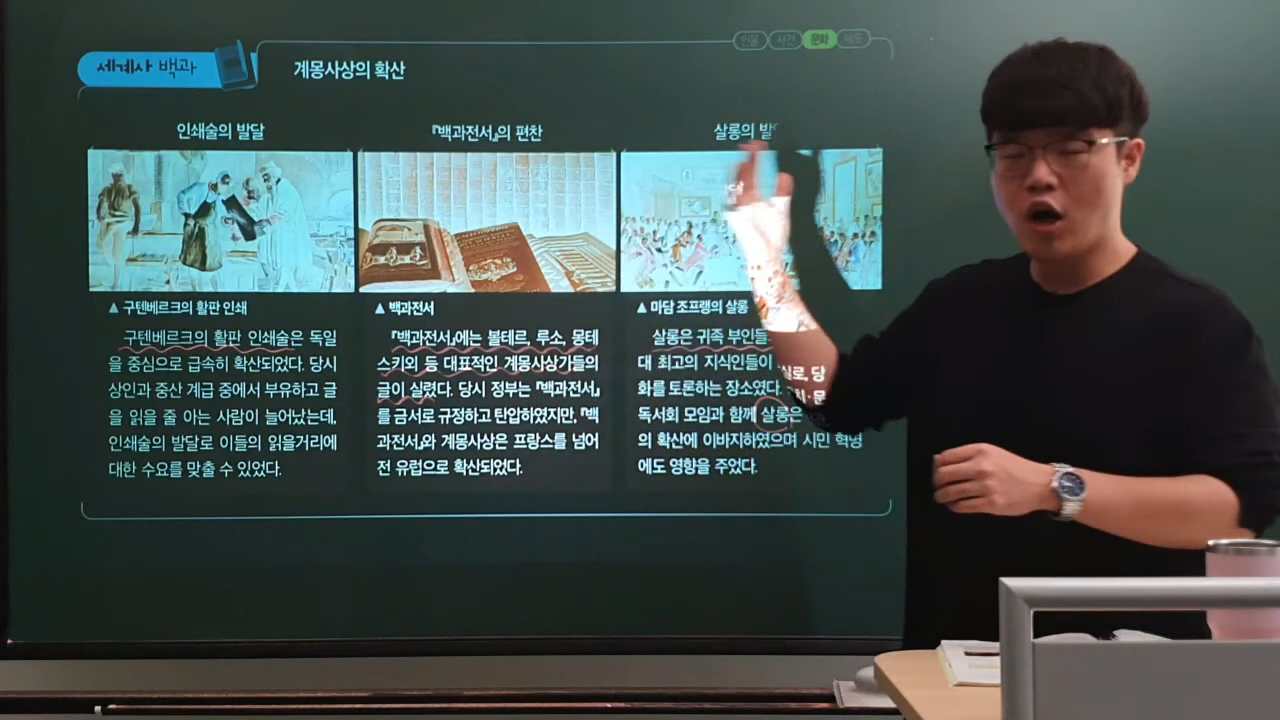 인물 사건 문화 제도
세계사 백과
계몽사상의 확산
인쇄술의 발달
『백과전서』의 편찬
살롱의 발
▲ 구텐베르크의 활판 인쇄
▲ 백과전서
▲ 마담 조프랭의 살롱
구텐베르크의 활판 인쇄술은 독일
을 중심으로 급속히 확산되었다. 당시
상인과 중산 계급 중에서 부유하고 글
을 읽을 줄 아는 사람이 늘어났는데,
인쇄술의 발달로 이들의 읽을거리에
대한 수요를 맞출 수 있었다.
『백과전서』에는 볼테르, 루소, 몽테
스키외 등 대표적인 계몽사상가들의
글이 실렸다. 당시 정부는 『백과전서』
를 금서로 규정하고 탄압하였지만, 『백
과전서』와 계몽사상은 프랑스를 넘어
전 유럽으로 확산되었다.
살롱은 귀족 부인들
대 최고의 지식인들이 실로, 당
화를 토론하는 장소였다. 문
독서회 모임과 함께 살롱은
의 확산에 이바지하였으며 시민 혁명
에도 영향을 주었다.